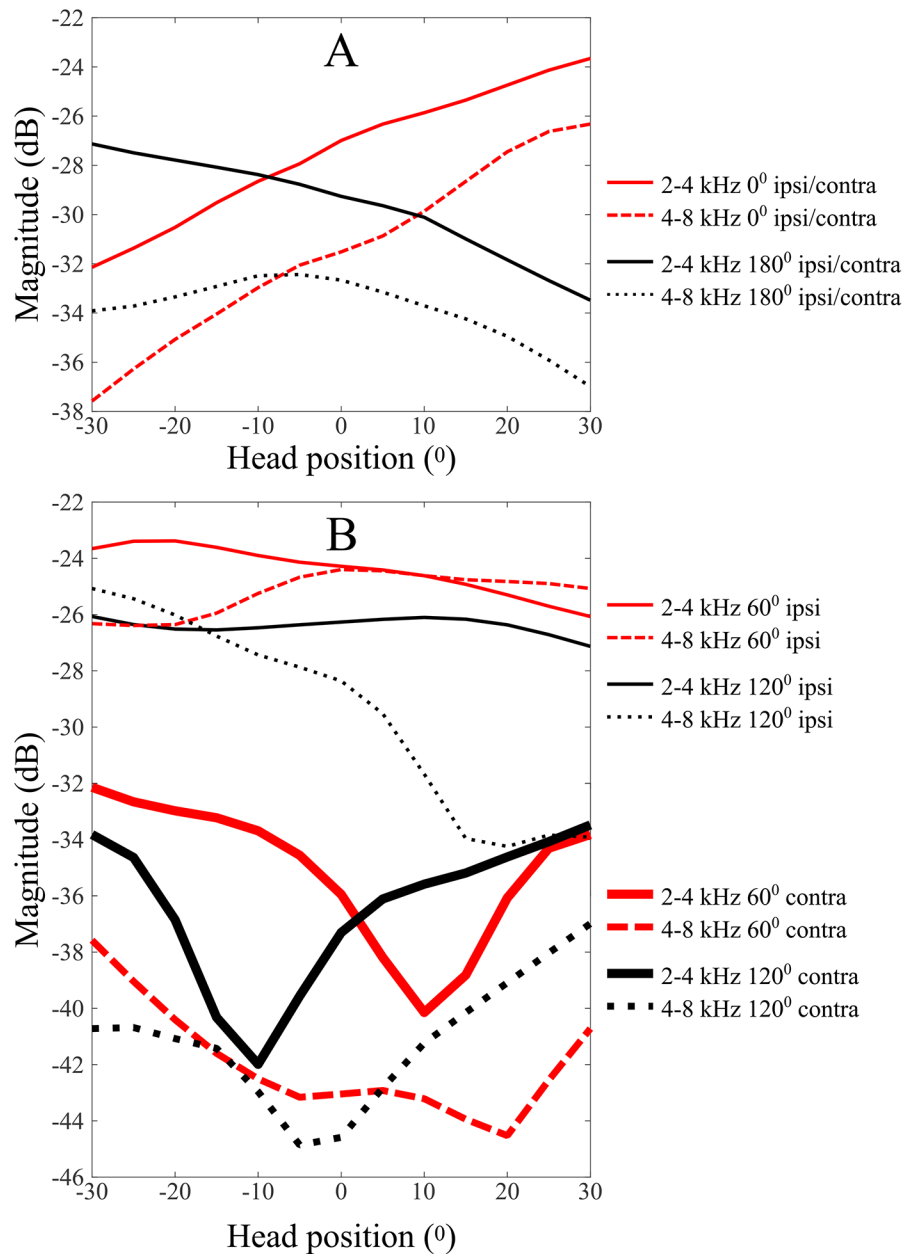 A
Magnitude (dB)
-22
-24
-26
-28
-30
-32
-34
-36
-38
-30 -20 -10 0 10 20 30
Head position (⁰)
2-4 kHz 0⁰ ipsi/contra
4-8 kHz 0⁰ ipsi/contra
2-4 kHz 180⁰ ipsi/contra
4-8 kHz 180⁰ ipsi/contra
B
Magnitude (dB)
-22
-24
-26
-28
-30
-32
-34
-36
-38
-40
-42
-44
-46
-30 -20 -10 0 10 20 30
Head position (⁰)
2-4 kHz 60⁰ ipsi
4-8 kHz 60⁰ ipsi
2-4 kHz 120⁰ ipsi
4-8 kHz 120⁰ ipsi
2-4 kHz 60⁰ contra
4-8 kHz 60⁰ contra
2-4 kHz 120⁰ contra
4-8 kHz 120⁰ contra